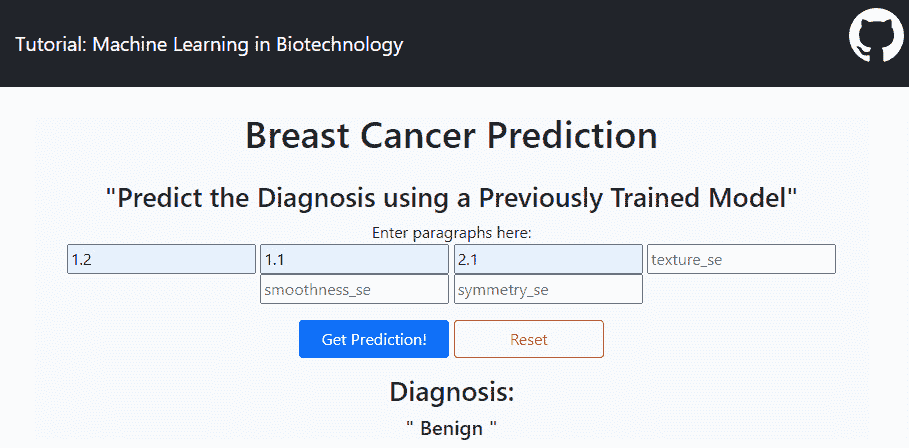 Tutorial: Machine Learning in Biotechnology
Breast Cancer Prediction
"Predict the Diagnosis using a Previously Trained Model"
Enter paragraphs here:
1.2 1.1 2.1 texture_se
smoothness_se symmetry_se
Get Prediction! Reset
Diagnosis:
" Benign "